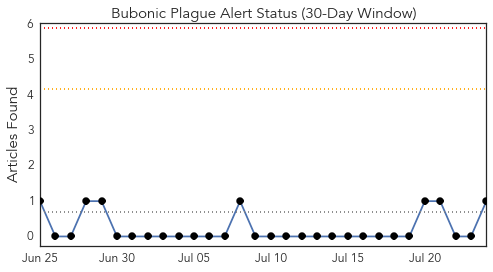 Bubonic Plague Alert Status (30-Day Window)
Articles Found
6
5
4
3
2
1
0
Jun 25
Jun 30
Jul 05
Jul 10
Jul 15
Jul 20